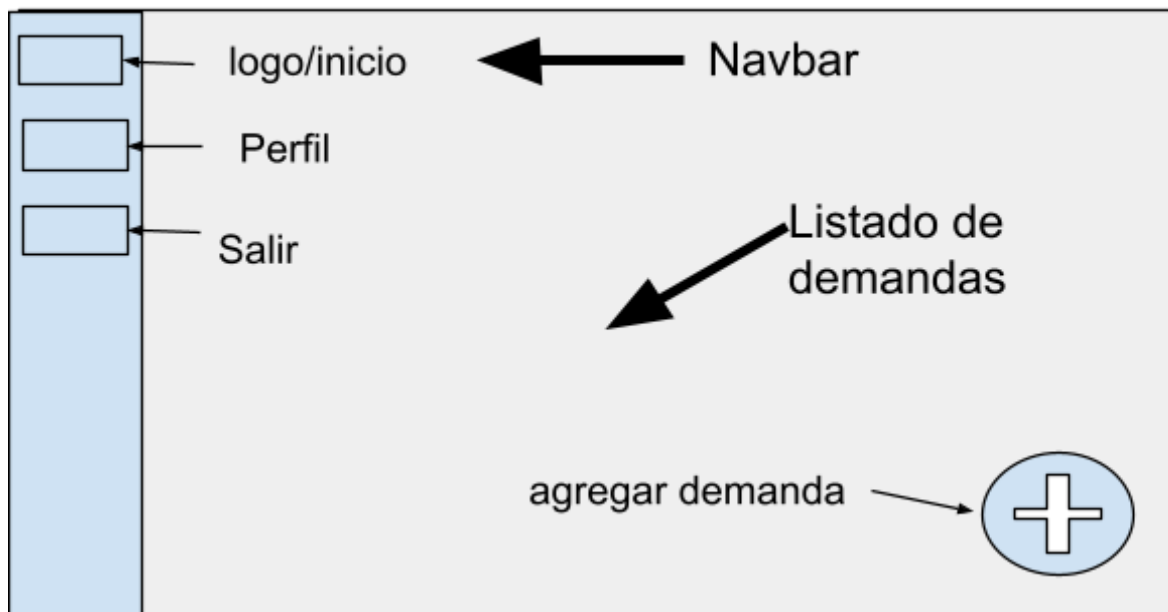 logo/inicio
Navbar
Perfil
Salir
Listado de
demandas
agregar demanda